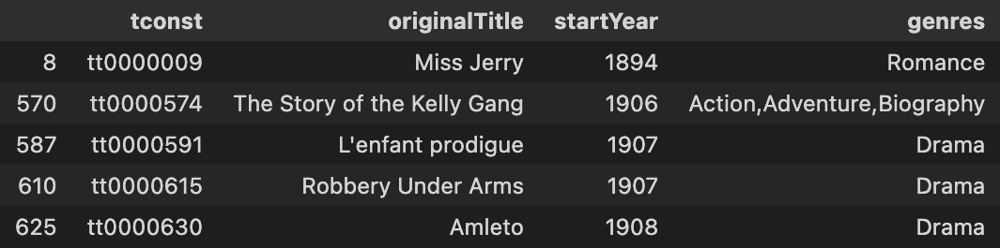 tconst originalTitle startYear genres
8 tt0000009 Miss Jerry 1894 Romance
570 tt0000574 The Story of the Kelly Gang 1906 Action,Adventure,Biography
587 tt0000591 L'enfant prodigue 1907 Drama
610 tt0000615 Robbery Under Arms 1907 Drama
625 tt0000630 Amleto 1908 Drama